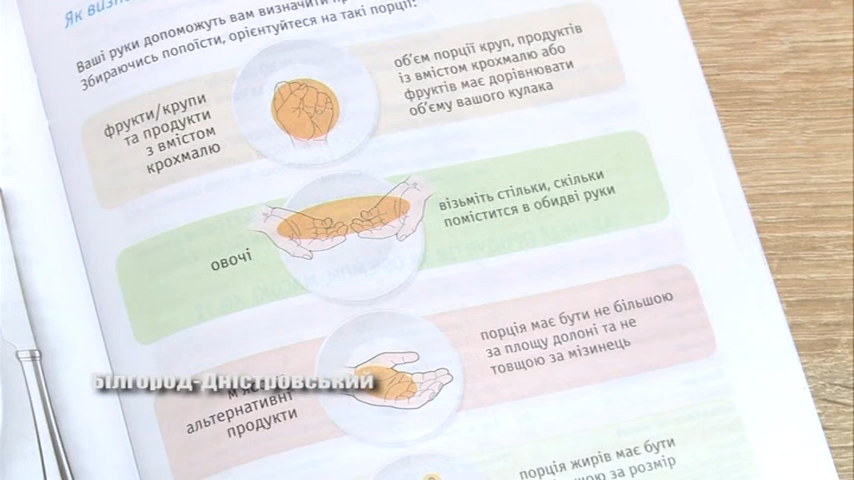 Як
Ваші руки допоможуть вам визначити
Збираючись попоїсти, орієнтуйтеся на такі порції:
фрукти/крупи
та продукти
з вмістом
крохмалю
об'єм порції круп, продуктів
із вмістом крохмалю або
фруктів має дорівнювати
об'єму вашого кулака
овочі
візьміть стільки, скільки
поміститься в обидві руки
альтернативні
продукти
порція має бути не більшою
за площу долоні та не
товщою за мізинець
порція жирів має бути
за розмір
Білгород-Дністровський